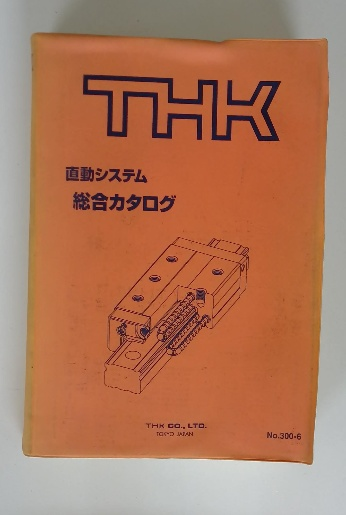 THK
直動システム
総合カタログ
THK CO., LTD.
TOKYO, JAPAN
No.300・6